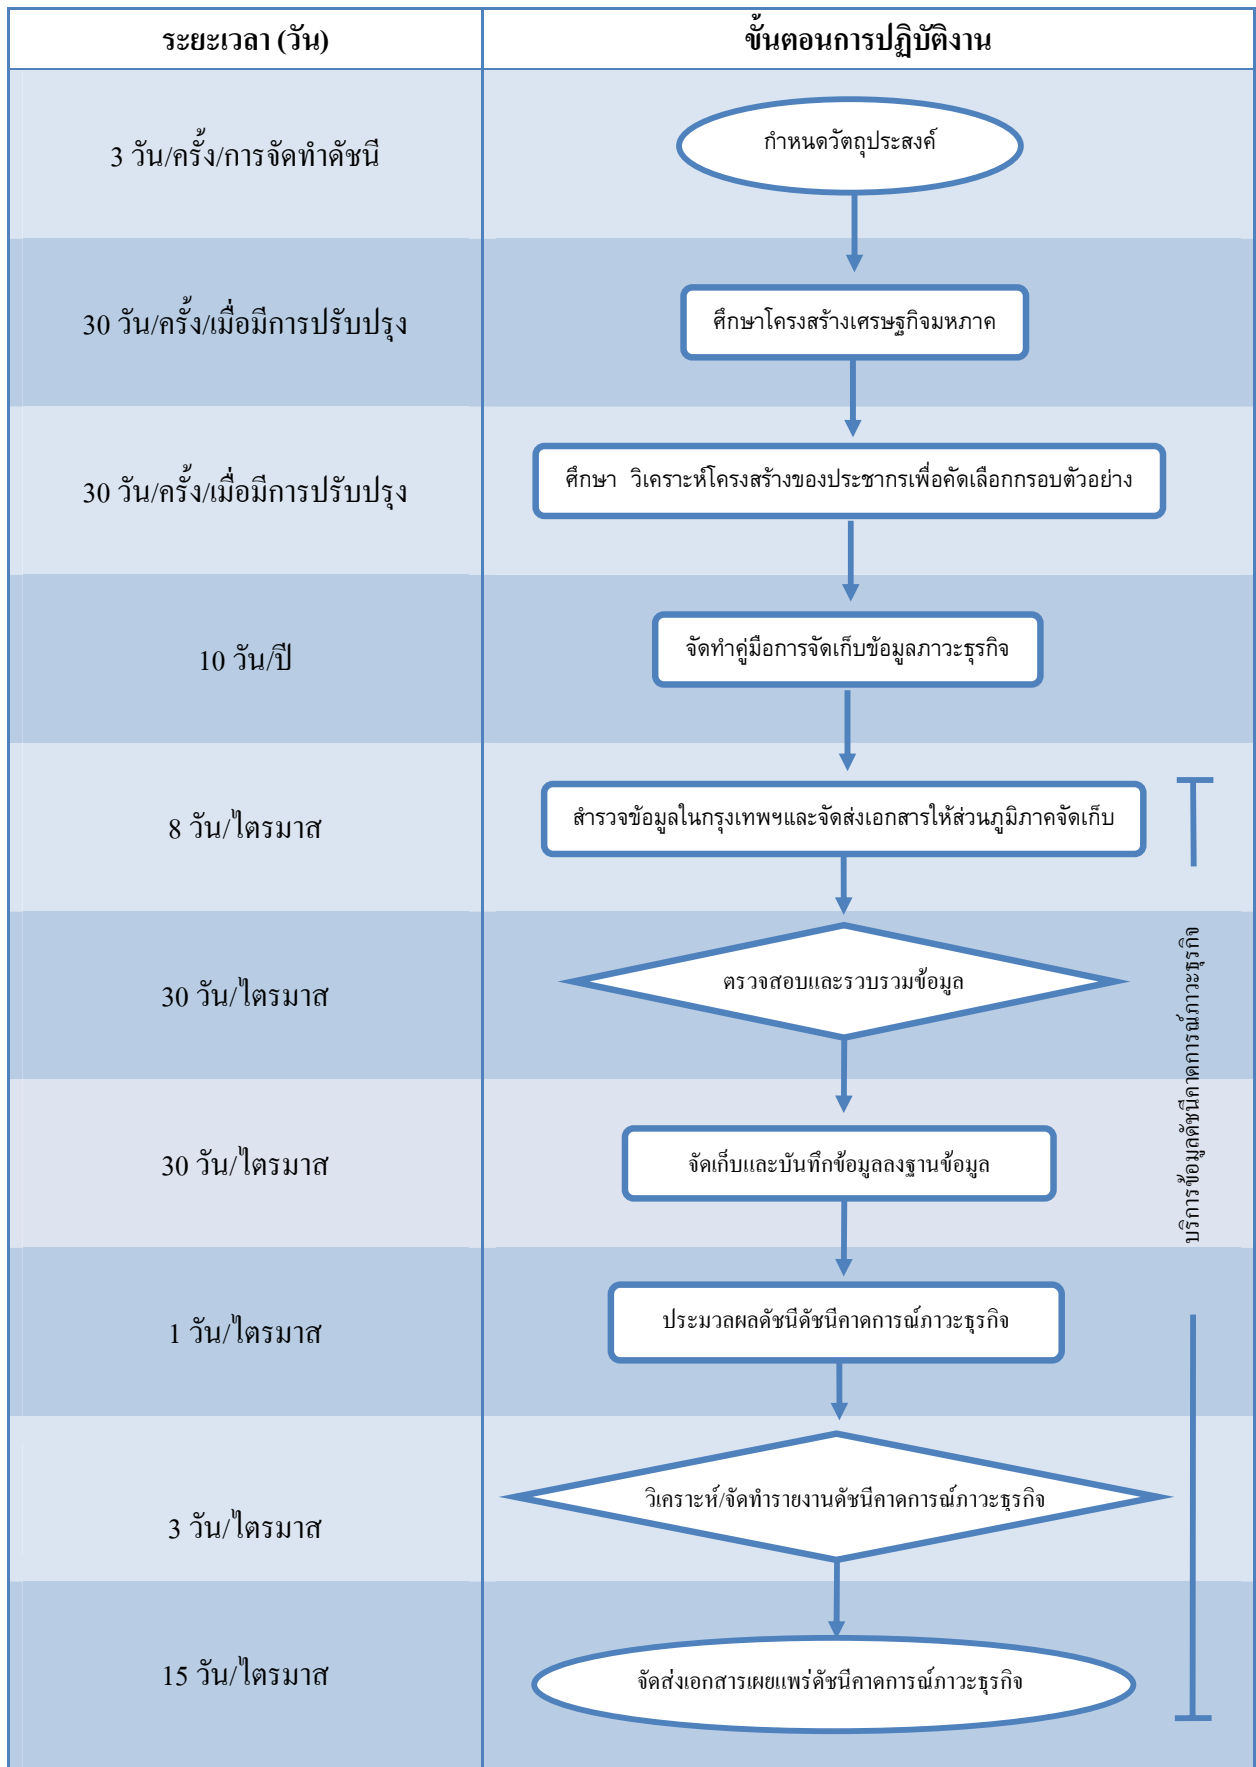 ระยะเวลา (วัน)
ขั้นตอนการปฏิบัติงาน
3 วัน/ครั้ง/การจัดทำดัชนี
กำหนดวัตถุประสงค์
30 วัน/ครั้ง/เมื่อมีการปรับปรุง
ศึกษาโครงสร้างเศรษฐกิจมหภาค
30 วัน/ครั้ง/เมื่อมีการปรับปรุง
ศึกษา วิเคราะห์โครงสร้างของประชากรเพื่อคัดเลือกกรอบตัวอย่าง
10 วัน/ปี
จัดทำคู่มือการจัดเก็บข้อมูลภาวะธุรกิจ
8 วัน/ไตรมาส
สำรวจข้อมูลในกรุงเทพฯและจัดส่งเอกสารให้ส่วนภูมิภาคจัดเก็บ
30 วัน/ไตรมาส
ตรวจสอบและรวบรวมข้อมูล
30 วัน/ไตรมาส
จัดเก็บและบันทึกข้อมูลลงฐานข้อมูล
บริการข้อมูลดัชนีคาดการณ์ภาวะธุรกิจ
1 วัน/ไตรมาส
ประมวลผลดัชนีดัชนีคาดการณ์ภาวะธุรกิจ
3 วัน/ไตรมาส
วิเคราะห์/จัดทำรายงานดัชนีคาดการณ์ภาวะธุรกิจ
15 วัน/ไตรมาส
จัดส่งเอกสารเผยแพร่ดัชนีคาดการณ์ภาวะธุรกิจ